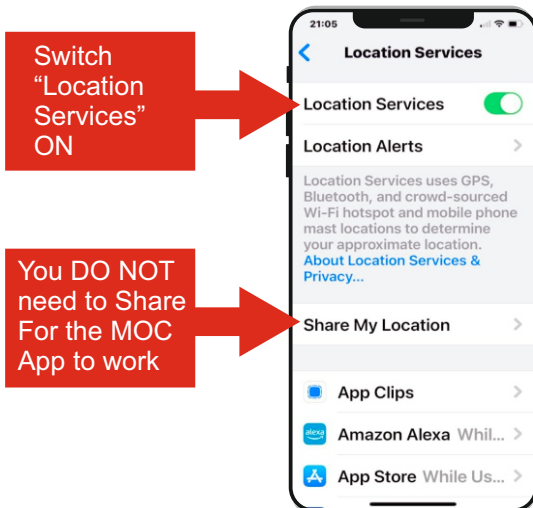 Switch
“Location
Services”
ON
You DO NOT
need to Share
For the MOC
App to work
21:05
Location Services
Location Services
Location Alerts
Location Services uses GPS,
Bluetooth, and crowd-sourced
Wi-Fi hotspot and mobile phone
mast locations to determine
your approximate location.
About Location Services &
Privacy...
Share My Location
App Clips
alexa
Amazon Alexa Whil...
App Store While Us...